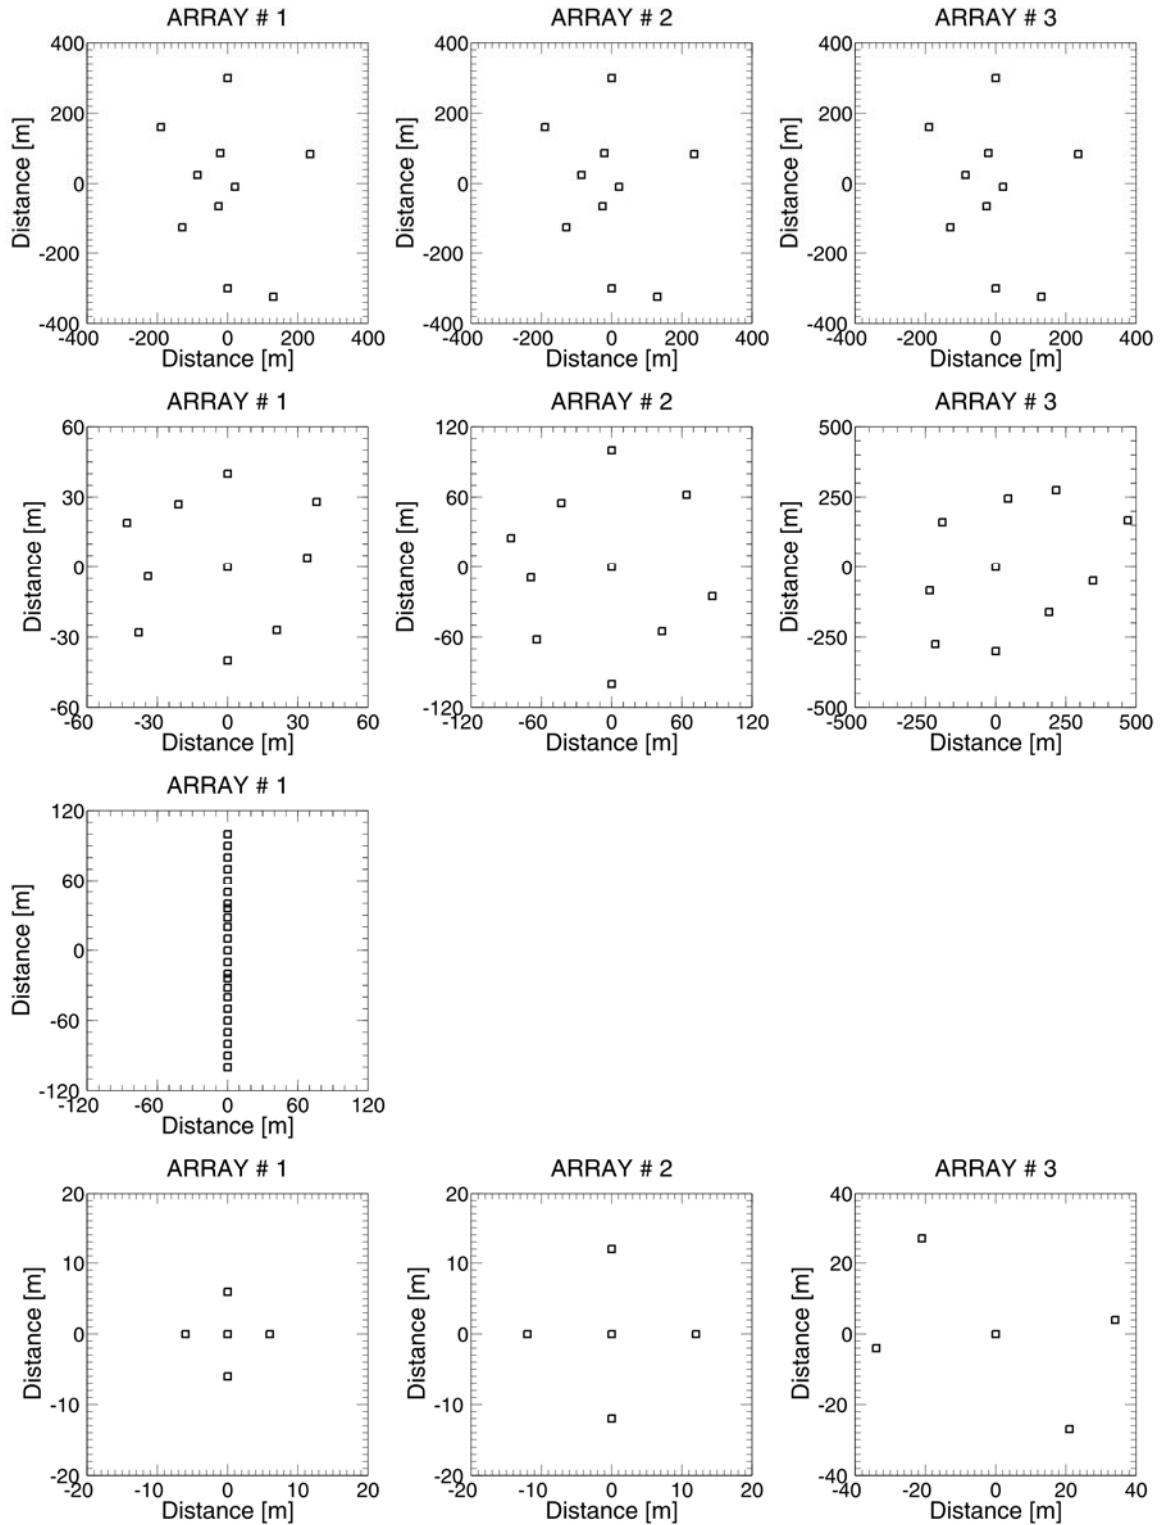 ARRAY # 1 ARRAY # 2 ARRAY # 3
400 400 400
200 200 200
0 0 0
-200 -200 -200
-400 -400 -400
Distance [m] Distance [m] Distance [m]
-400 -200 0 200 400 -400 -200 0 200 400 -400 -200 0 200 400
Distance [m] Distance [m] Distance [m]
ARRAY # 1 ARRAY # 2 ARRAY # 3
60 120 500
30 60 250
0 0 0
-30 -60 -250
-60 -120 -500
Distance [m] Distance [m] Distance [m]
-60 -30 0 30 60 -120 -60 0 60 120 -500 -250 0 250 500
Distance [m] Distance [m] Distance [m]
ARRAY # 1
120
60
0
-60
-120
Distance [m]
-120 -60 0 60 120
Distance [m]
ARRAY # 1 ARRAY # 2 ARRAY # 3
20 20 40
10 10 20
0 0 0
-10 -10 -20
-20 -20 -40
Distance [m] Distance [m] Distance [m]
-20 -10 0 10 20 -20 -10 0 10 20 -40 -20 0 20 40
Distance [m] Distance [m] Distance [m]